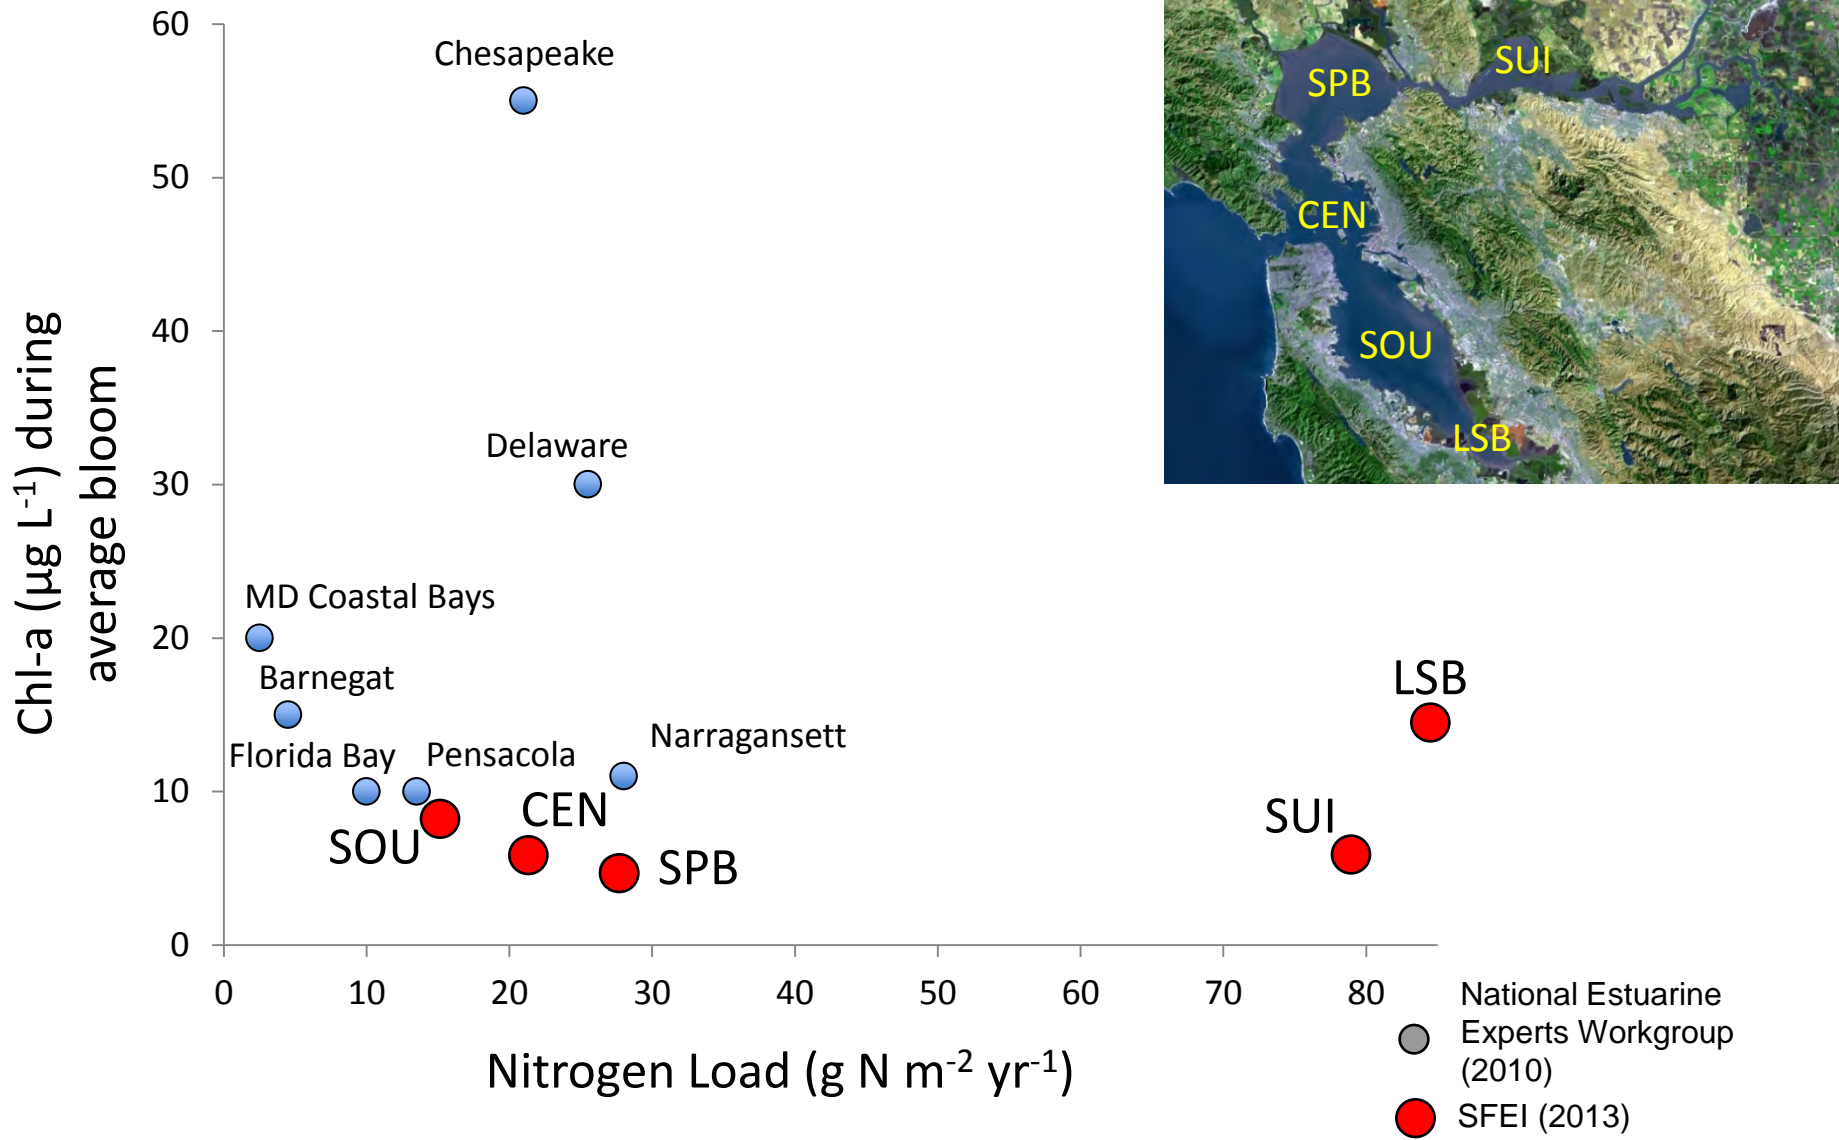 60
50
40
30
20
10
0
Chl-a (µg L-1) during
average bloom
Chesapeake
Delaware
MD Coastal Bays
Barnegat
Florida Bay
Pensacola
Narragansett
SOU
CEN
SPB
SUI
LSB
0 10 20 30 40 50 60 70 80
Nitrogen Load (g N m-2 yr-1)
SPB
SUI
CEN
SOU
LSB
National Estuarine
Experts Workgroup
(2010)
SFEI (2013)